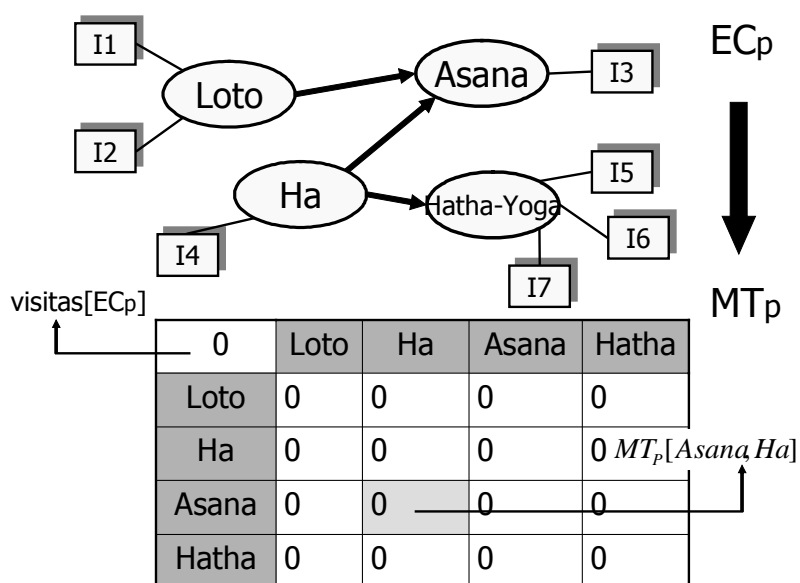 I1
ECp
Loto
Asana
I3
I2
Ha
Hatha-Yoga
I5
I4
I6
I7
visitas[ECp]
MTp
0 Loto Ha Asana Hatha
Loto 0 0 0 0
Ha 0 0 0 0 MTP[Asana,Ha]
Asana 0 0 0 0
Hatha 0 0 0 0